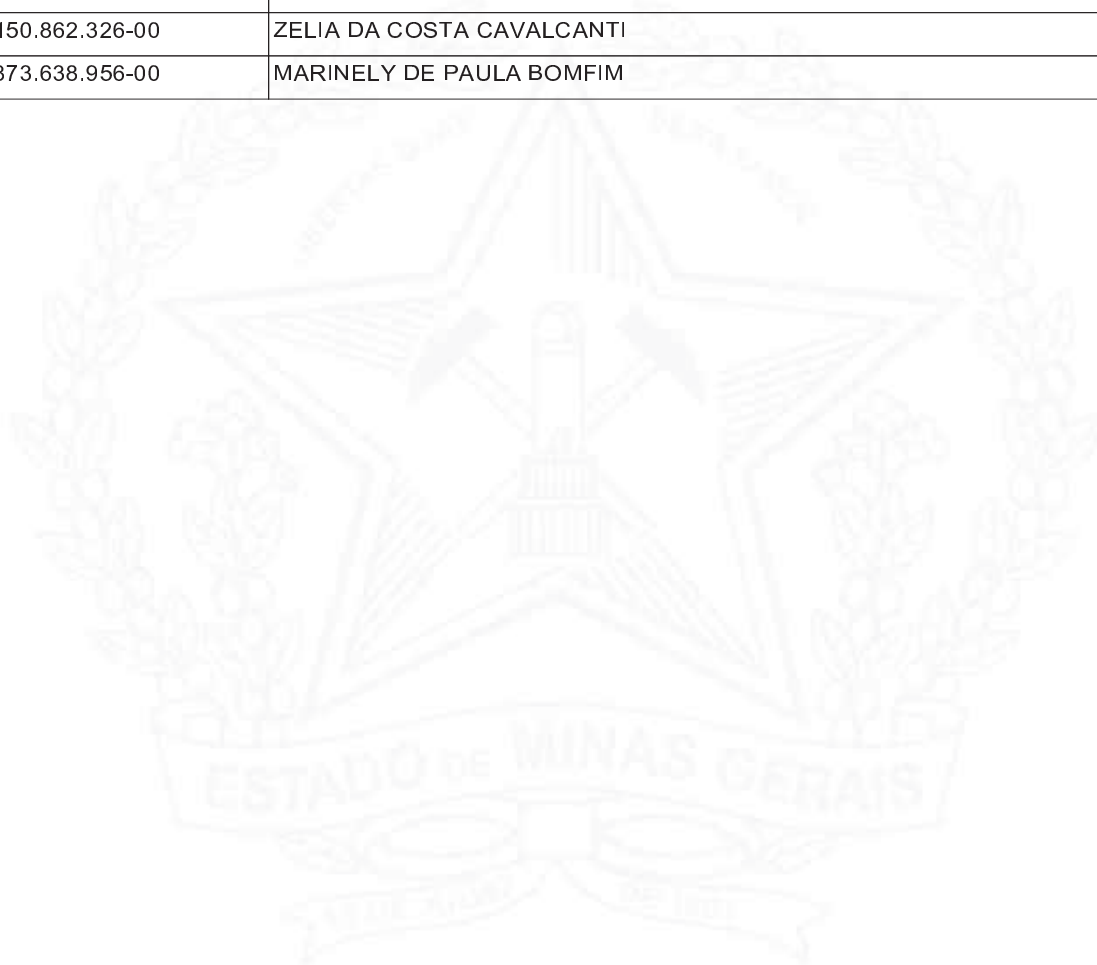 150.862.326-00 ZELIA DA COSTA CAVALCANTI
873.638.956-00 MARINELY DE PAULA BOMFIM
ESTADO DE MINAS GERAIS